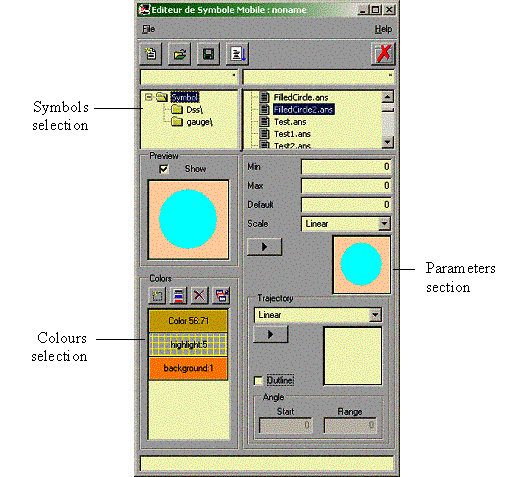 Editeur de Symbole Mobile : noname
File Help
* *
Symbols
selection
Symbol
Dss\
gauge\
FilledCircle.ans
FilledCircle2.ans
Test.ans
Test1.ans
Test2.ans
Preview
Show
Min 0
Max 0
Default 0
Scale Linear
Parameters
section
Colors
Colours
selection
Color 56:71
highlight:5
background:1
Trajectory
Linear
Outline
Angle
Start Range
0 0